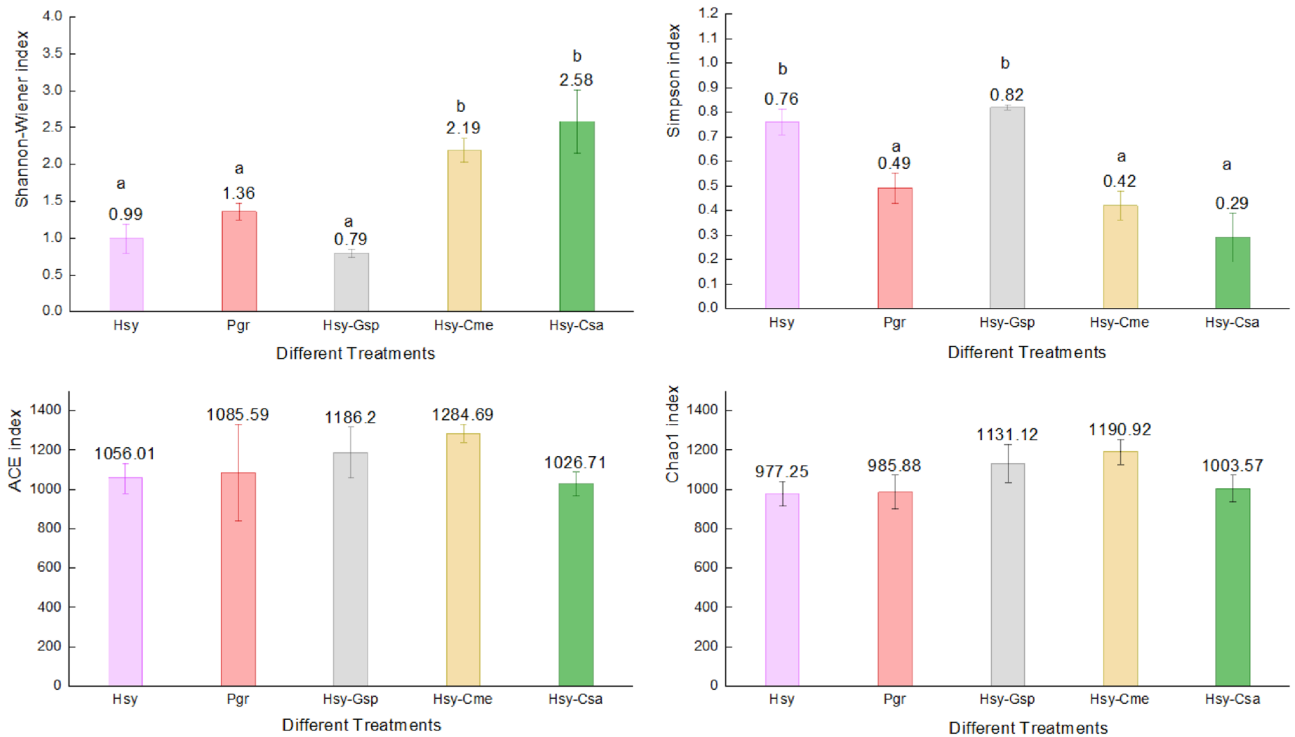 Shannon-Wiener index
4.0
3.5
3.0
2.5
2.0
1.5
1.0
0.5
0.0
a
0.99
a
1.36
a
0.79
b
2.19
b
2.58
Hsy Pgr Hsy-Gsp Hsy-Cme Hsy-Csa
Different Treatments
Simpson index
1.2
1.1
1.0
0.9
0.8
0.7
0.6
0.5
0.4
0.3
0.2
0.1
0.0
b
0.76
a
0.49
b
0.82
a
0.42
a
0.29
Hsy Pgr Hsy-Gsp Hsy-Cme Hsy-Csa
Different Treatments
ACE index
1400
1200
1000
800
600
400
200
0
1056.01
1085.59
1186.2
1284.69
1026.71
Hsy Pgr Hsy-Gsp Hsy-Cme Hsy-Csa
Different Treatments
Chao1 index
1400
1200
1000
800
600
400
200
0
977.25
985.88
1131.12
1190.92
1003.57
Hsy Pgr Hsy-Gsp Hsy-Cme Hsy-Csa
Different Treatments